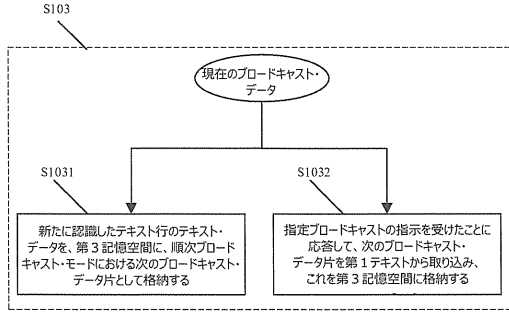 S103
現在のブロードキャスト・
データ
S1031
新たに認識したテキスト行のテキスト・
データを、第3記憶空間に、順次ブロード
キャスト・モードにおける次のブロードキャスト・
データ片として格納する
S1032
指定ブロードキャストの指示を受けたことに
応答して、次のブロードキャスト・
データ片を第1テキストから取り込み、
これを第3記憶空間に格納する